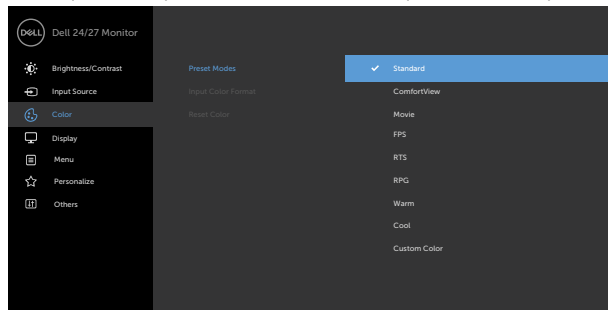 DELL Dell 24/27 Monitor
Brightness/Contrast Preset Modes Standard
Input Source Input Color Format ComfortView
Color Reset Color Movie
Display FPS
Menu RTS
Personalize RPG
Others Warm
Cool
Custom Color